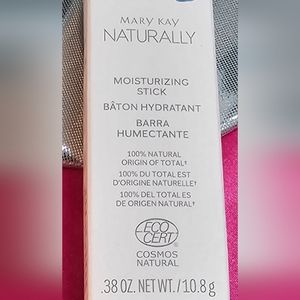 MARY KAY
NATURALLY
MOISTURIZING
STICK
BÂTON HYDRATANT
BARRA
HUMECTANTE
100% NATURAL
ORIGIN OF TOTAL†
100% DU TOTAL EST
D'ORIGINE NATURELLE†
100% DEL TOTAL ES
DE ORIGEN NATURAL†
ECO
CERT
COSMOS
NATURAL
.38 OZ. NET WT./10.8 g